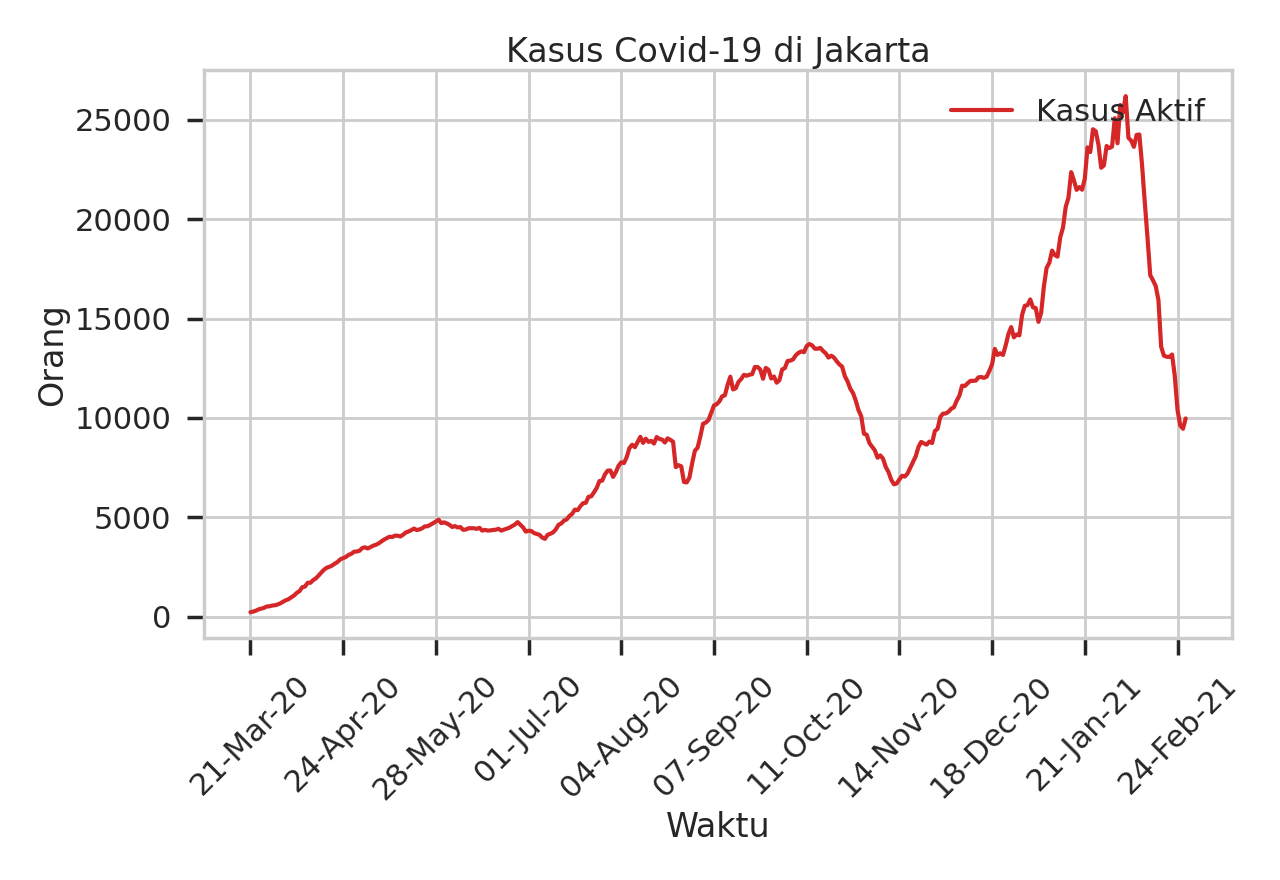 Kasus Covid-19 di Jakarta
Kasus Aktif
Orang
25000
20000
15000
10000
5000
0
21-Mar-20
24-Apr-20
28-May-20
01-Jul-20
04-Aug-20
07-Sep-20
11-Oct-20
14-Nov-20
18-Dec-20
21-Jan-21
24-Feb-21
Waktu